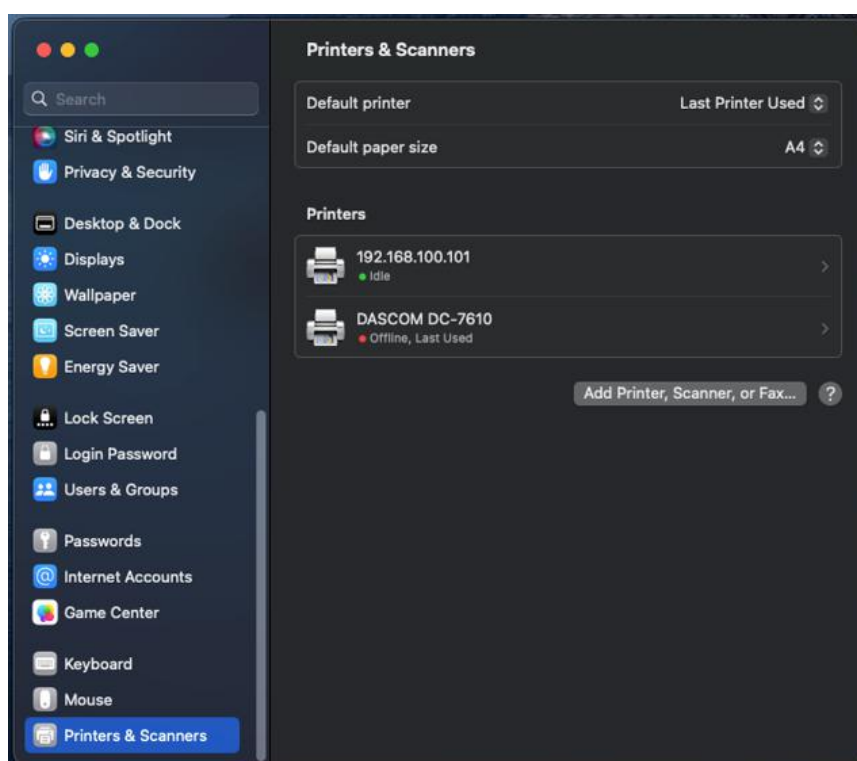 Search
Siri & Spotlight
Privacy & Security
Desktop & Dock
Displays
Wallpaper
Screen Saver
Energy Saver
Lock Screen
Login Password
Users & Groups
Passwords
Internet Accounts
Game Center
Keyboard
Mouse
Printers & Scanners
Printers & Scanners
Default printer Last Printer Used
Default paper size A4
Printers
192.168.100.101
Idle
DASCOM DC-7610
Offline, Last Used
Add Printer, Scanner, or Fax... ?